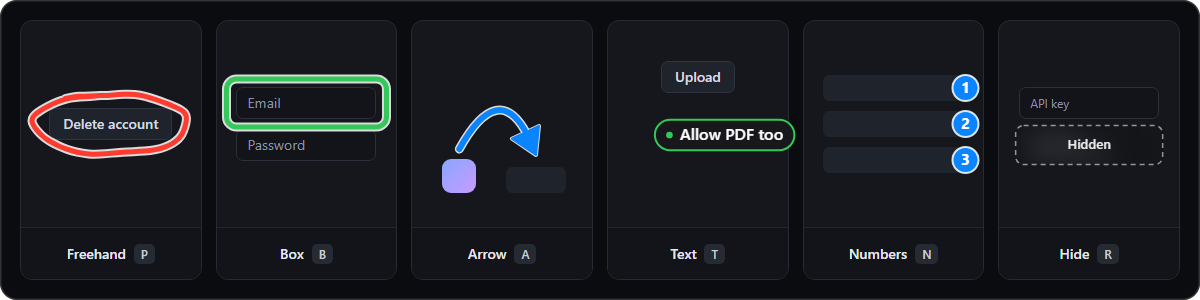 Delete account
Freehand P
Email
Password
Box B
Arrow A
Upload
Allow PDF too
Text T
1
2
3
Numbers N
API key
Hidden
Hide R